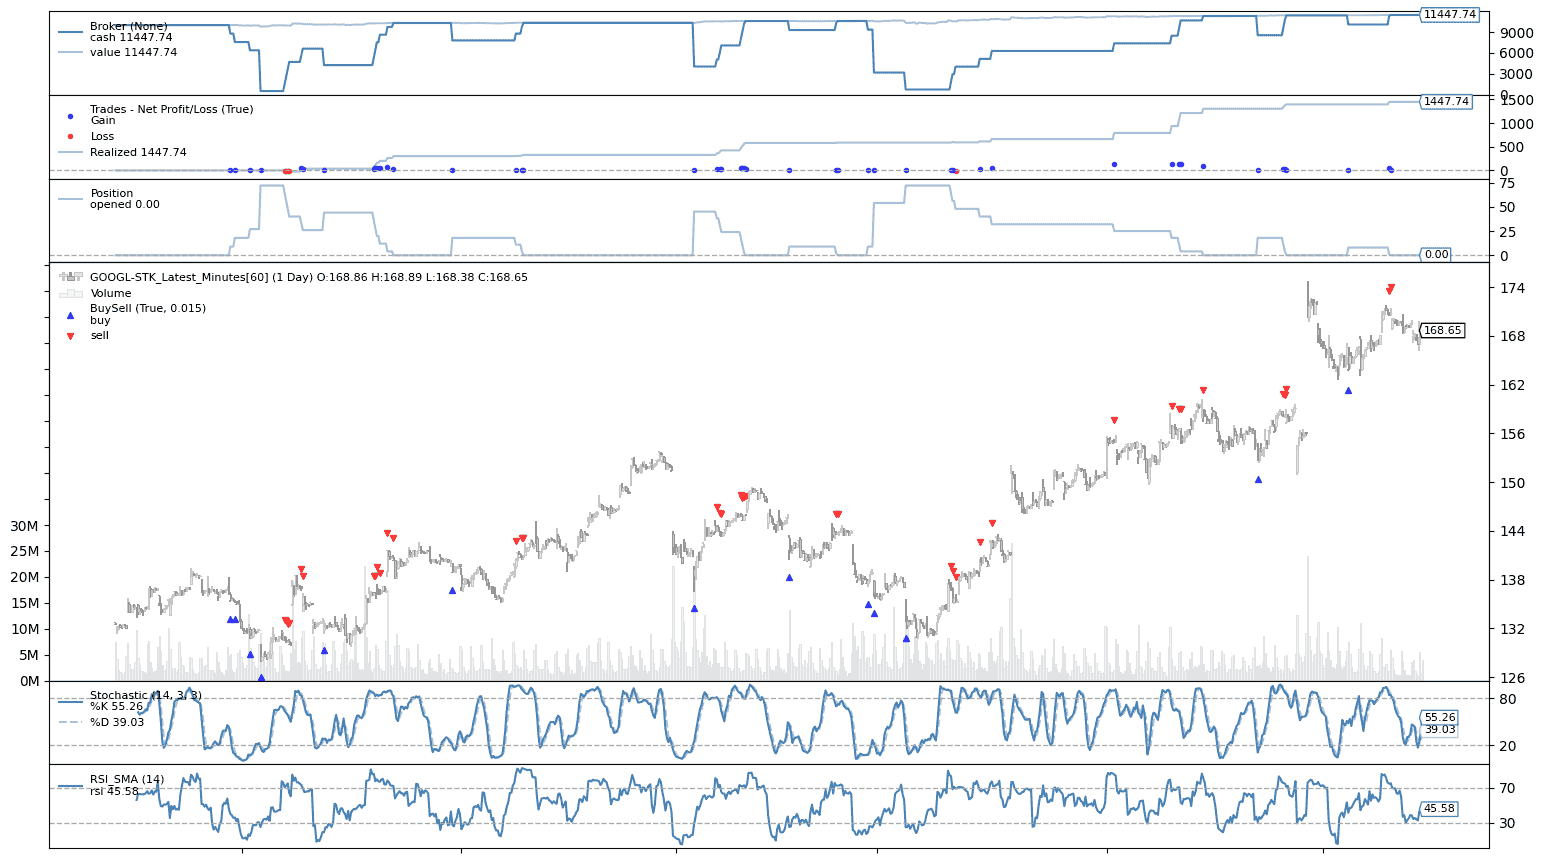 Broker (None)
cash 11447.74
value 11447.74
11447.74
9000
6000
3000
0
Trades - Net Profit/Loss (True)
Gain
Loss
Realized 1447.74
1447.74
1500
1000
500
0
Position
opened 0.00
75
50
25
0
0.00
GOOGL-STK_Latest_Minutes[60] (1 Day) O:168.86 H:168.89 L:168.38 C:168.65
Volume
BuySell (True, 0.015)
buy
sell
174
168
168.65
162
156
150
144
138
132
126
30M
25M
20M
15M
10M
5M
0M
Stochastic (14, 3, 3)
%K 55.26
%D 39.03
80
55.26
39.03
20
RSI_SMA (14)
rsi 45.58
70
45.58
30